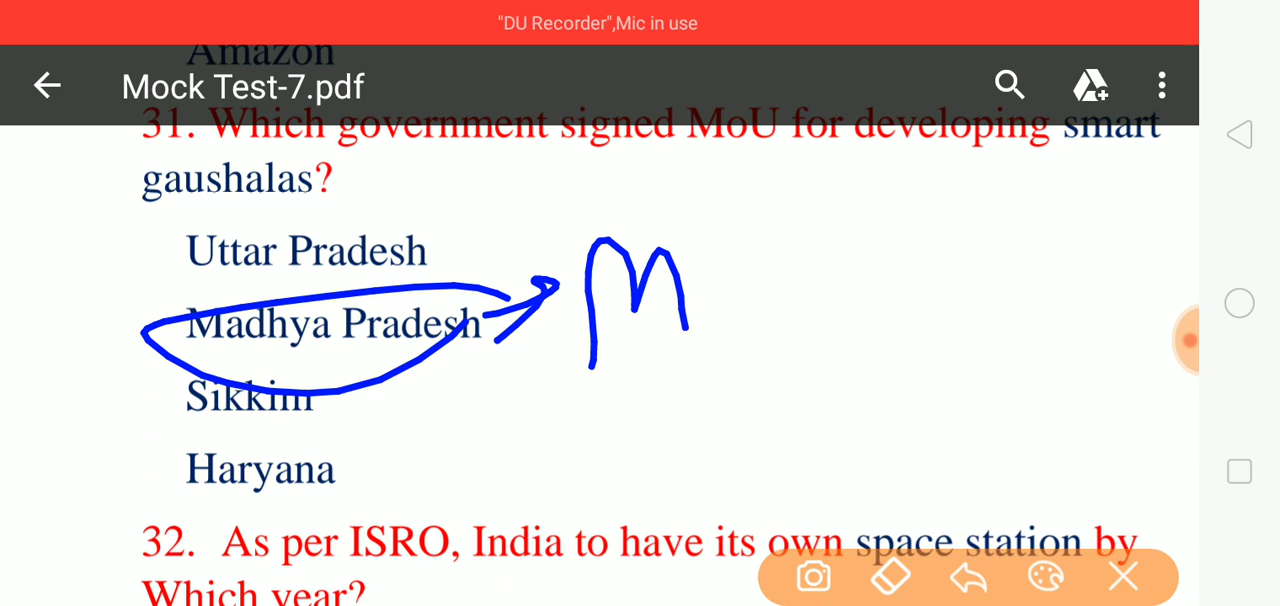 "DU Recorder",Mic in use
Amazon
Mock Test-7.pdf
31. Which government signed MoU for developing smart
gaushalas?
Uttar Pradesh
Madhya Pradesh
M
Sikkim
Haryana
32. As per ISRO, India to have its own space station by
Which year?